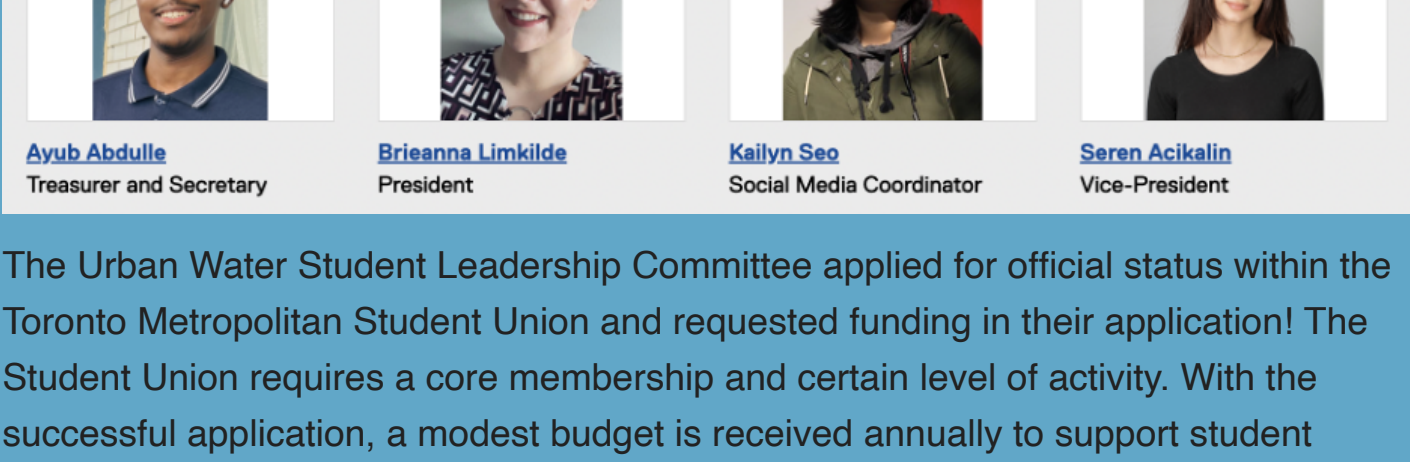 Ayub Abdulle
Treasurer and Secretary
Brieanna Limkilde
President
Kailyn Seo
Social Media Coordinator
Seren Acikalin
Vice-President
The Urban Water Student Leadership Committee applied for official status within the
Toronto Metropolitan Student Union and requested funding in their application! The
Student Union requires a core membership and certain level of activity. With the
successful application, a modest budget is received annually to support student